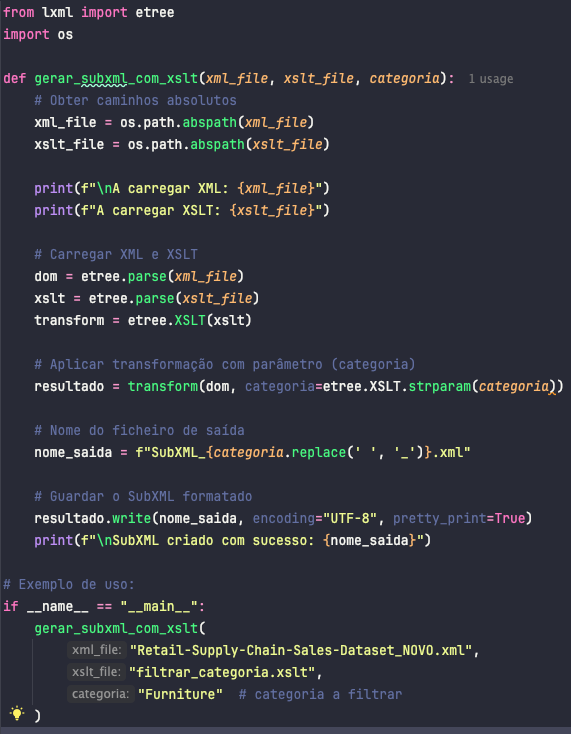 from lxml import etree
import os
def gerar_subxml_com_xslt(xml_file, xslt_file, categoria): 1 usage
# Obter caminhos absolutos
xml_file = os.path.abspath(xml_file)
xslt_file = os.path.abspath(xslt_file)
print(f"\nA carregar XML: {xml_file}")
print(f"A carregar XSLT: {xslt_file}")
# Carregar XML e XSLT
dom = etree.parse(xml_file)
xslt = etree.parse(xslt_file)
transform = etree.XSLT(xslt)
# Aplicar transformação com parâmetro (categoria)
resultado = transform(dom, categoria=etree.XSLT.strparam(categoria))
# Nome do ficheiro de saída
nome_saida = f"SubXML_{categoria.replace(' ', '_')}.xml"
# Guardar o SubXML formatado
resultado.write(nome_saida, encoding="UTF-8", pretty_print=True)
print(f"\nSubXML criado com sucesso: {nome_saida}")
# Exemplo de uso:
if __name__ == "__main__":
gerar_subxml_com_xslt(
xml_file: "Retail-Supply-Chain-Sales-Dataset_NOVO.xml",
xslt_file: "filtrar_categoria.xslt",
categoria: "Furniture" # categoria a filtrar
)